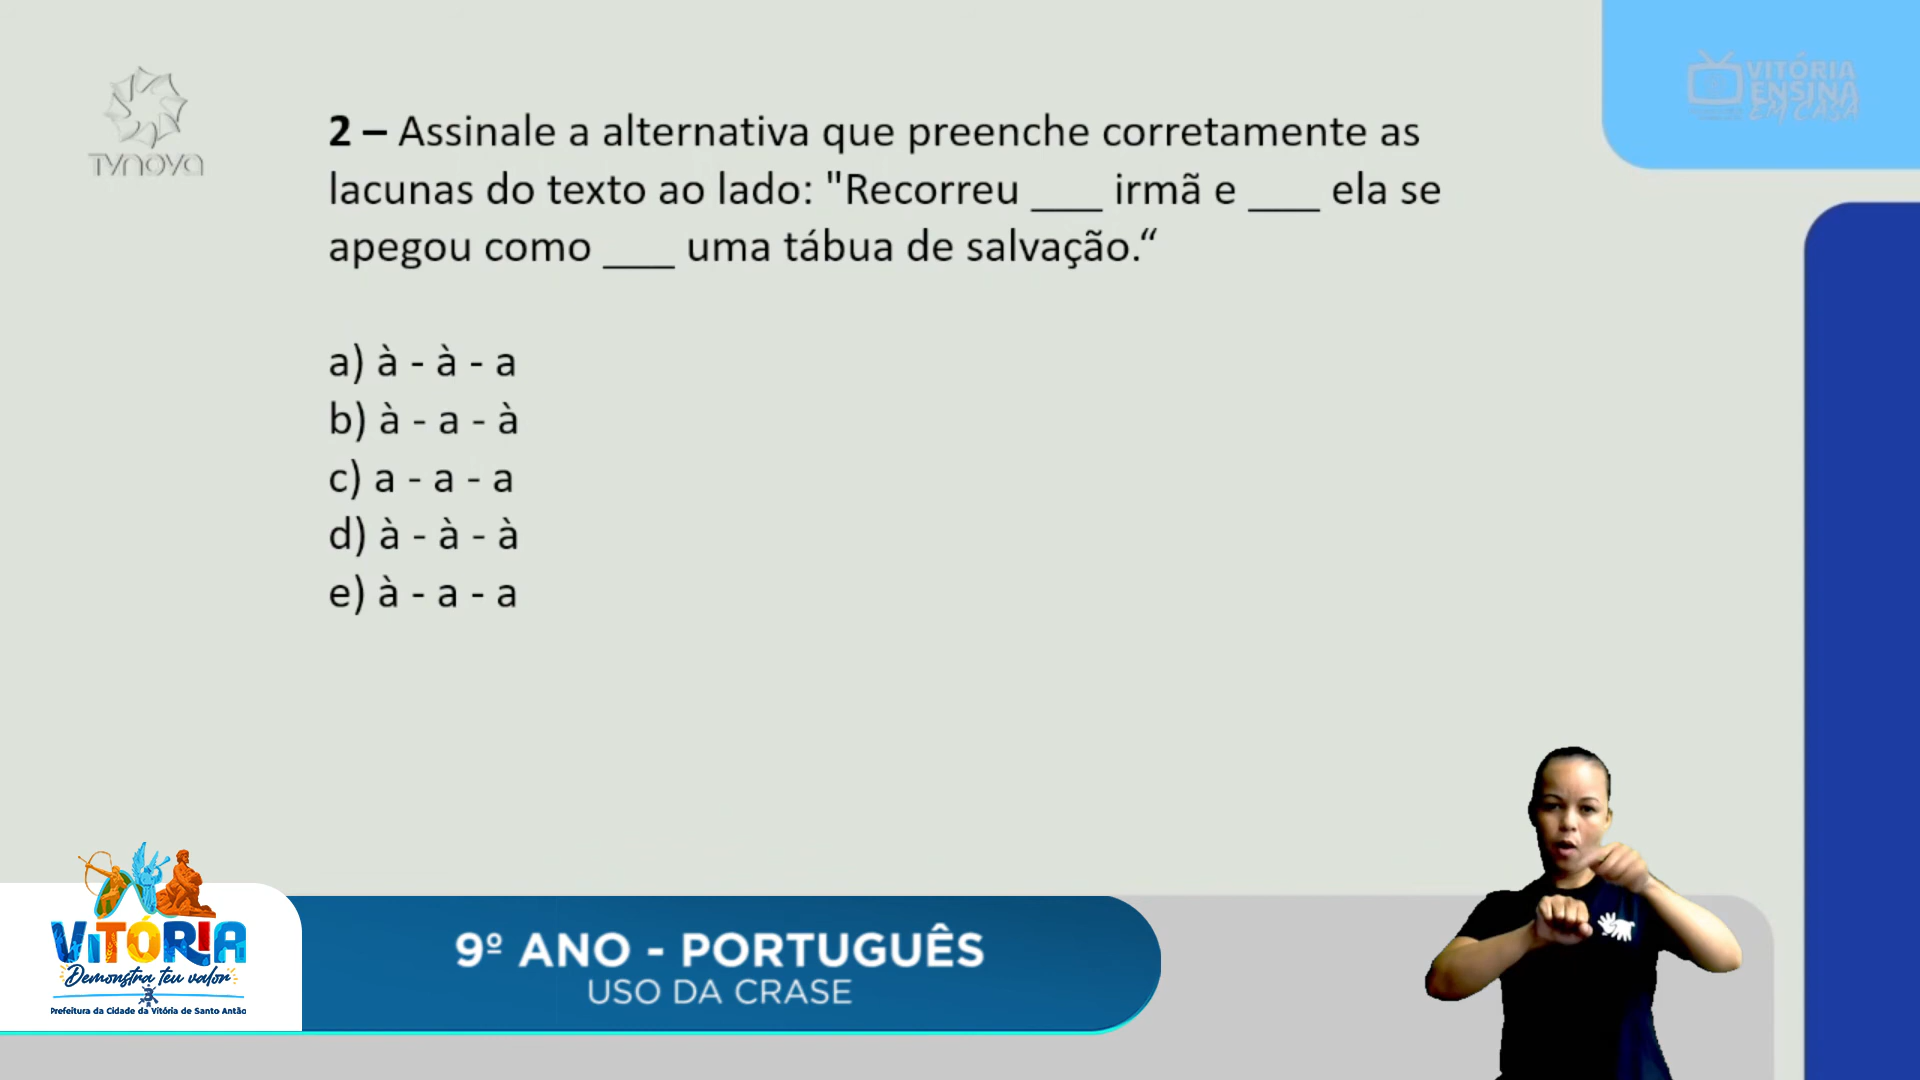 TVNOVA
VITÓRIA
ENSINA
EM CASA
2 – Assinale a alternativa que preenche corretamente as
lacunas do texto ao lado: "Recorreu ___ irmã e ___ ela se
apegou como ___ uma tábua de salvação.“
a) à - à - a
b) à - a - à
c) a - a - a
d) à - à - à
e) à - a - a
VITÓRIA
Demonstra teu valor
Prefeitura da Cidade da Vitória de Santo Antão
9º ANO - PORTUGUÊS
USO DA CRASE